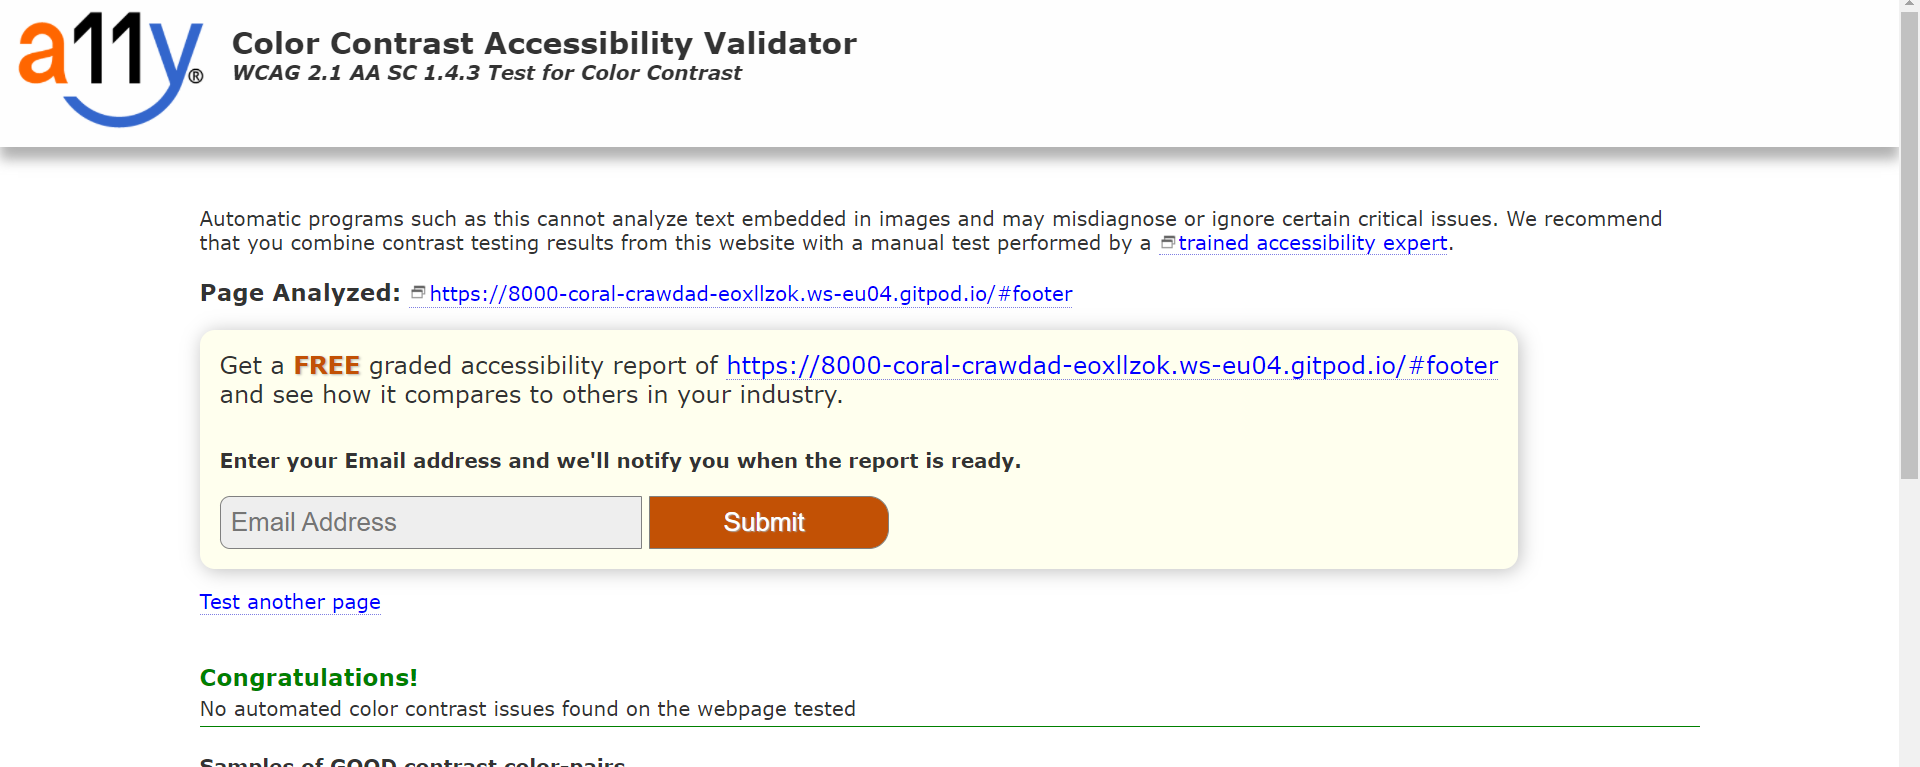 a11y®
Color Contrast Accessibility Validator
WCAG 2.1 AA SC 1.4.3 Test for Color Contrast
Automatic programs such as this cannot analyze text embedded in images and may misdiagnose or ignore certain critical issues. We recommend
that you combine contrast testing results from this website with a manual test performed by a trained accessibility expert.
Page Analyzed: https://8000-coral-crawdad-eoxllzok.ws-eu04.gitpod.io/#footer
Get a FREE graded accessibility report of https://8000-coral-crawdad-eoxllzok.ws-eu04.gitpod.io/#footer
and see how it compares to others in your industry.
Enter your Email address and we'll notify you when the report is ready.
Email Address Submit
Test another page
Congratulations!
No automated color contrast issues found on the webpage tested
Samples of GOOD contrast color-pairs